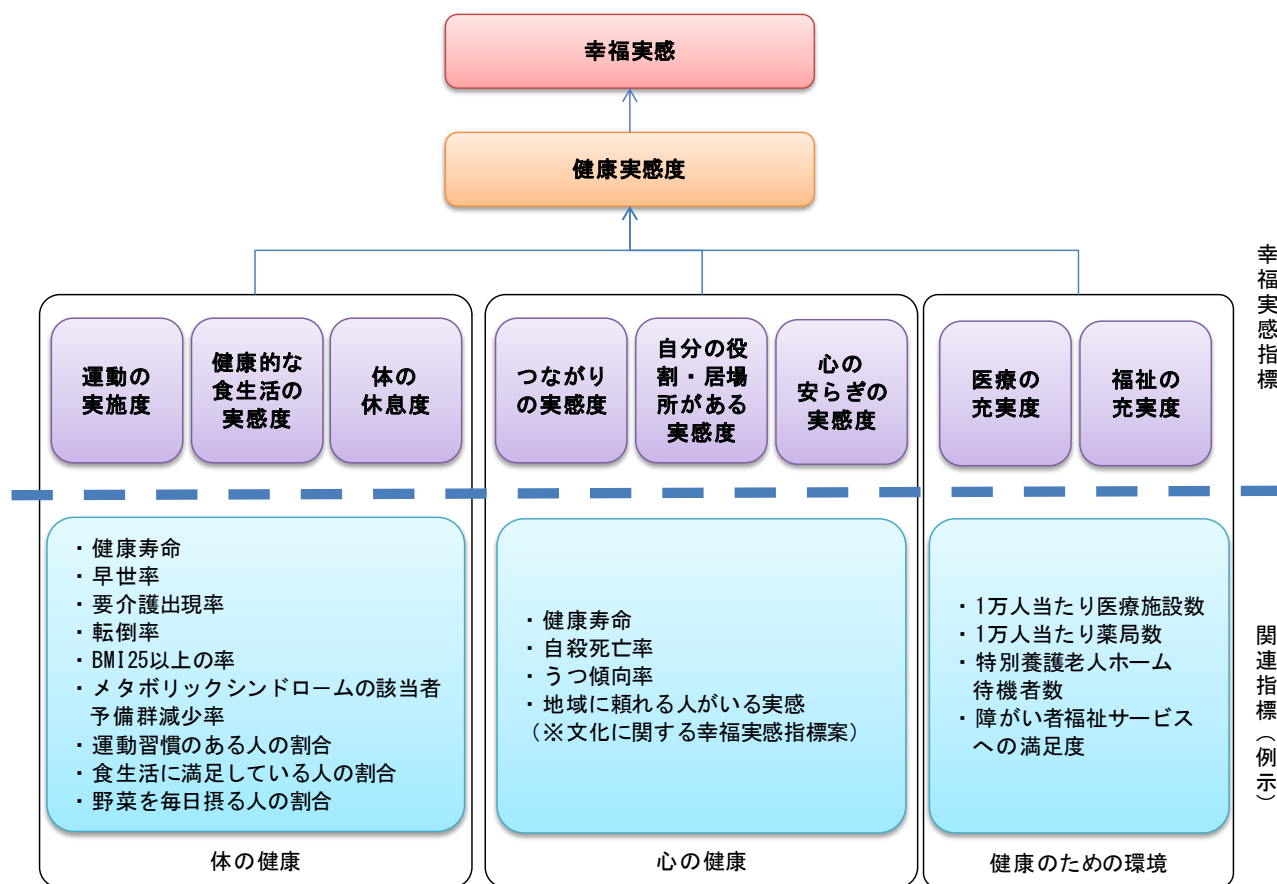 幸福実感
健康実感度
幸福実感指標
運動の
実施度
健康的な
食生活の
実感度
体の
休息度
つながり
の実感度
自分の役
割・居場
所がある
実感度
心の
安らぎの
実感度
医療の
充実度
福祉の
充実度
・健康寿命
・早世率
・要介護出現率
・転倒率
・BMI25以上の率
・メタボリックシンドロームの該当者
予備群減少率
・運動習慣のある人の割合
・食生活に満足している人の割合
・野菜を毎日摂る人の割合
・健康寿命
・自殺死亡率
・うつ傾向率
・地域に頼れる人がいる実感
（※文化に関する幸福実感指標案）
・1万人当たり医療施設数
・1万人当たり薬局数
・特別養護老人ホーム
待機者数
・障がい者福祉サービス
への満足度
関連指標（例示）
体の健康
心の健康
健康のための環境